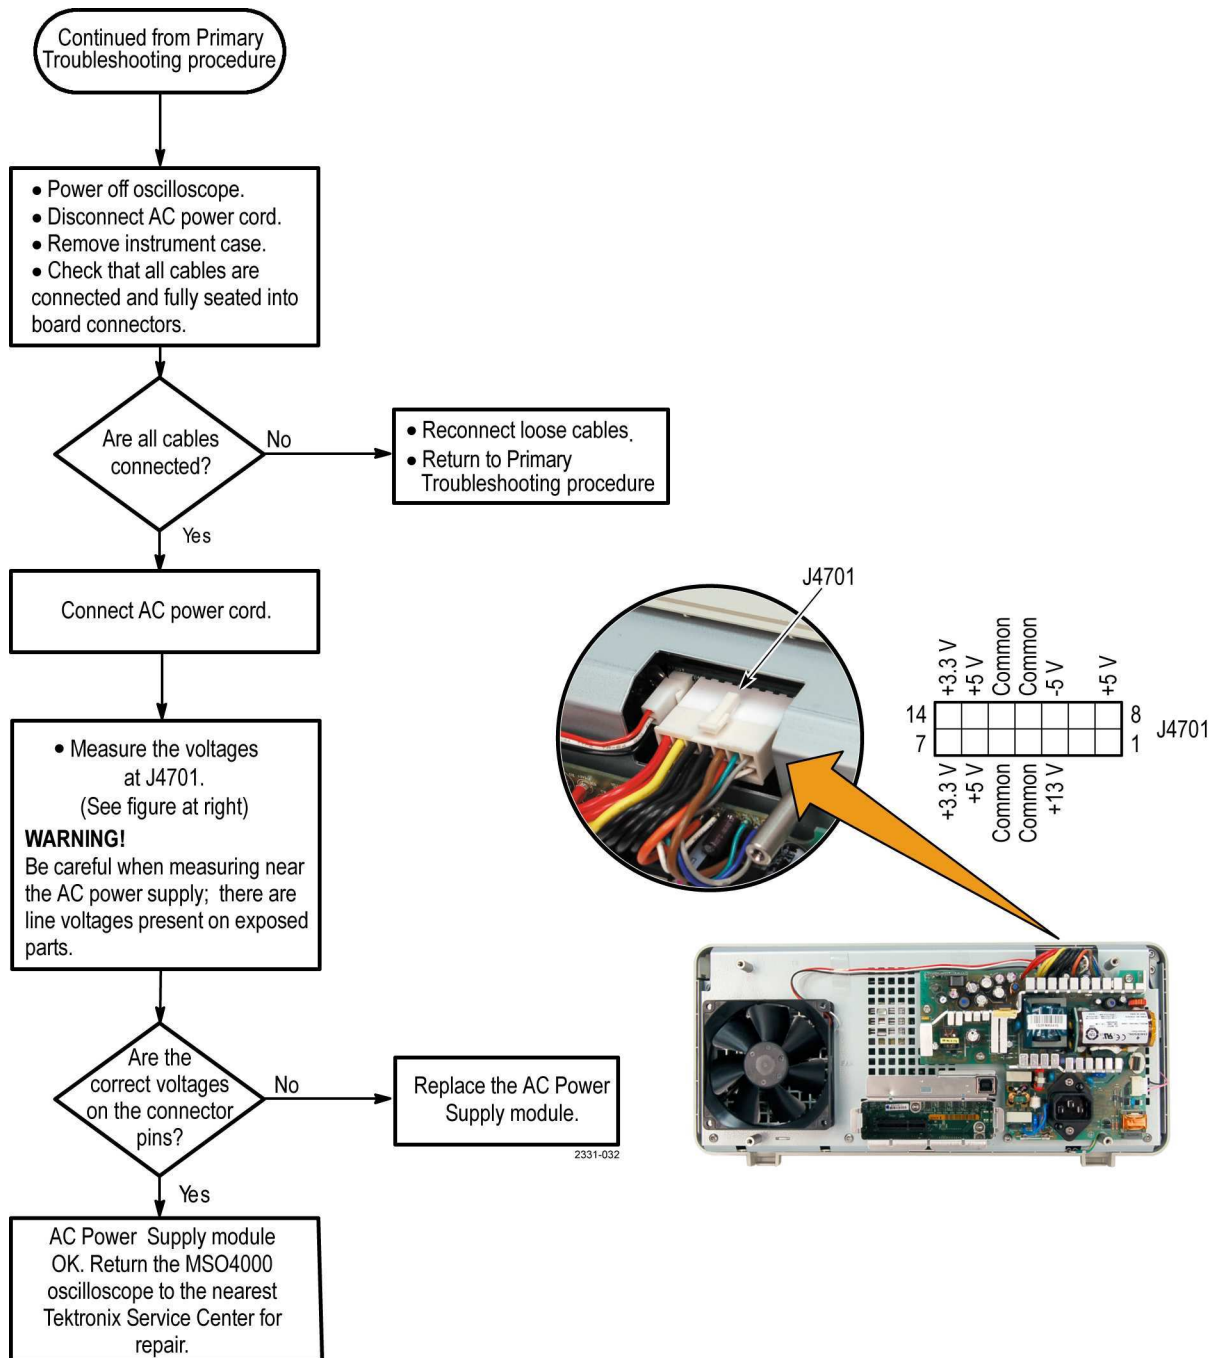 Continued from Primary
Troubleshooting procedure
• Power off oscilloscope.
• Disconnect AC power cord.
• Remove instrument case.
• Check that all cables are
connected and fully seated into
board connectors.
Are all cables
connected?
No
• Reconnect loose cables.
• Return to Primary
Troubleshooting procedure
Yes
Connect AC power cord.
• Measure the voltages
at J4701.
(See figure at right)
WARNING!
Be careful when measuring near
the AC power supply; there are
line voltages present on exposed
parts.
J4701
+3.3 V
+5 V
Common
Common
-5 V
+5 V
14
8
7
1
J4701
+3.3 V
+5 V
Common
Common
+13 V
Are the
correct voltages
on the connector
pins?
No
Replace the AC Power
Supply module.
2331-032
Yes
AC Power Supply module
OK. Return the MSO4000
oscilloscope to the nearest
Tektronix Service Center for
repair.